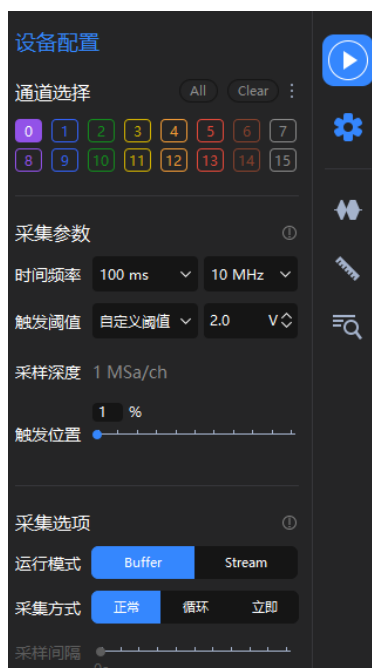 设备配置
通道选择 All Clear
0 1 2 3 4 5 6 7
8 9 10 11 12 13 14 15
采集参数
时间频率 100 ms 10 MHz
触发阈值 自定义阈值 2.0 V
采样深度 1 MSa/ch
1 %
触发位置
采集选项
运行模式 Buffer Stream
采集方式 正常 循环 立即
采样间隔